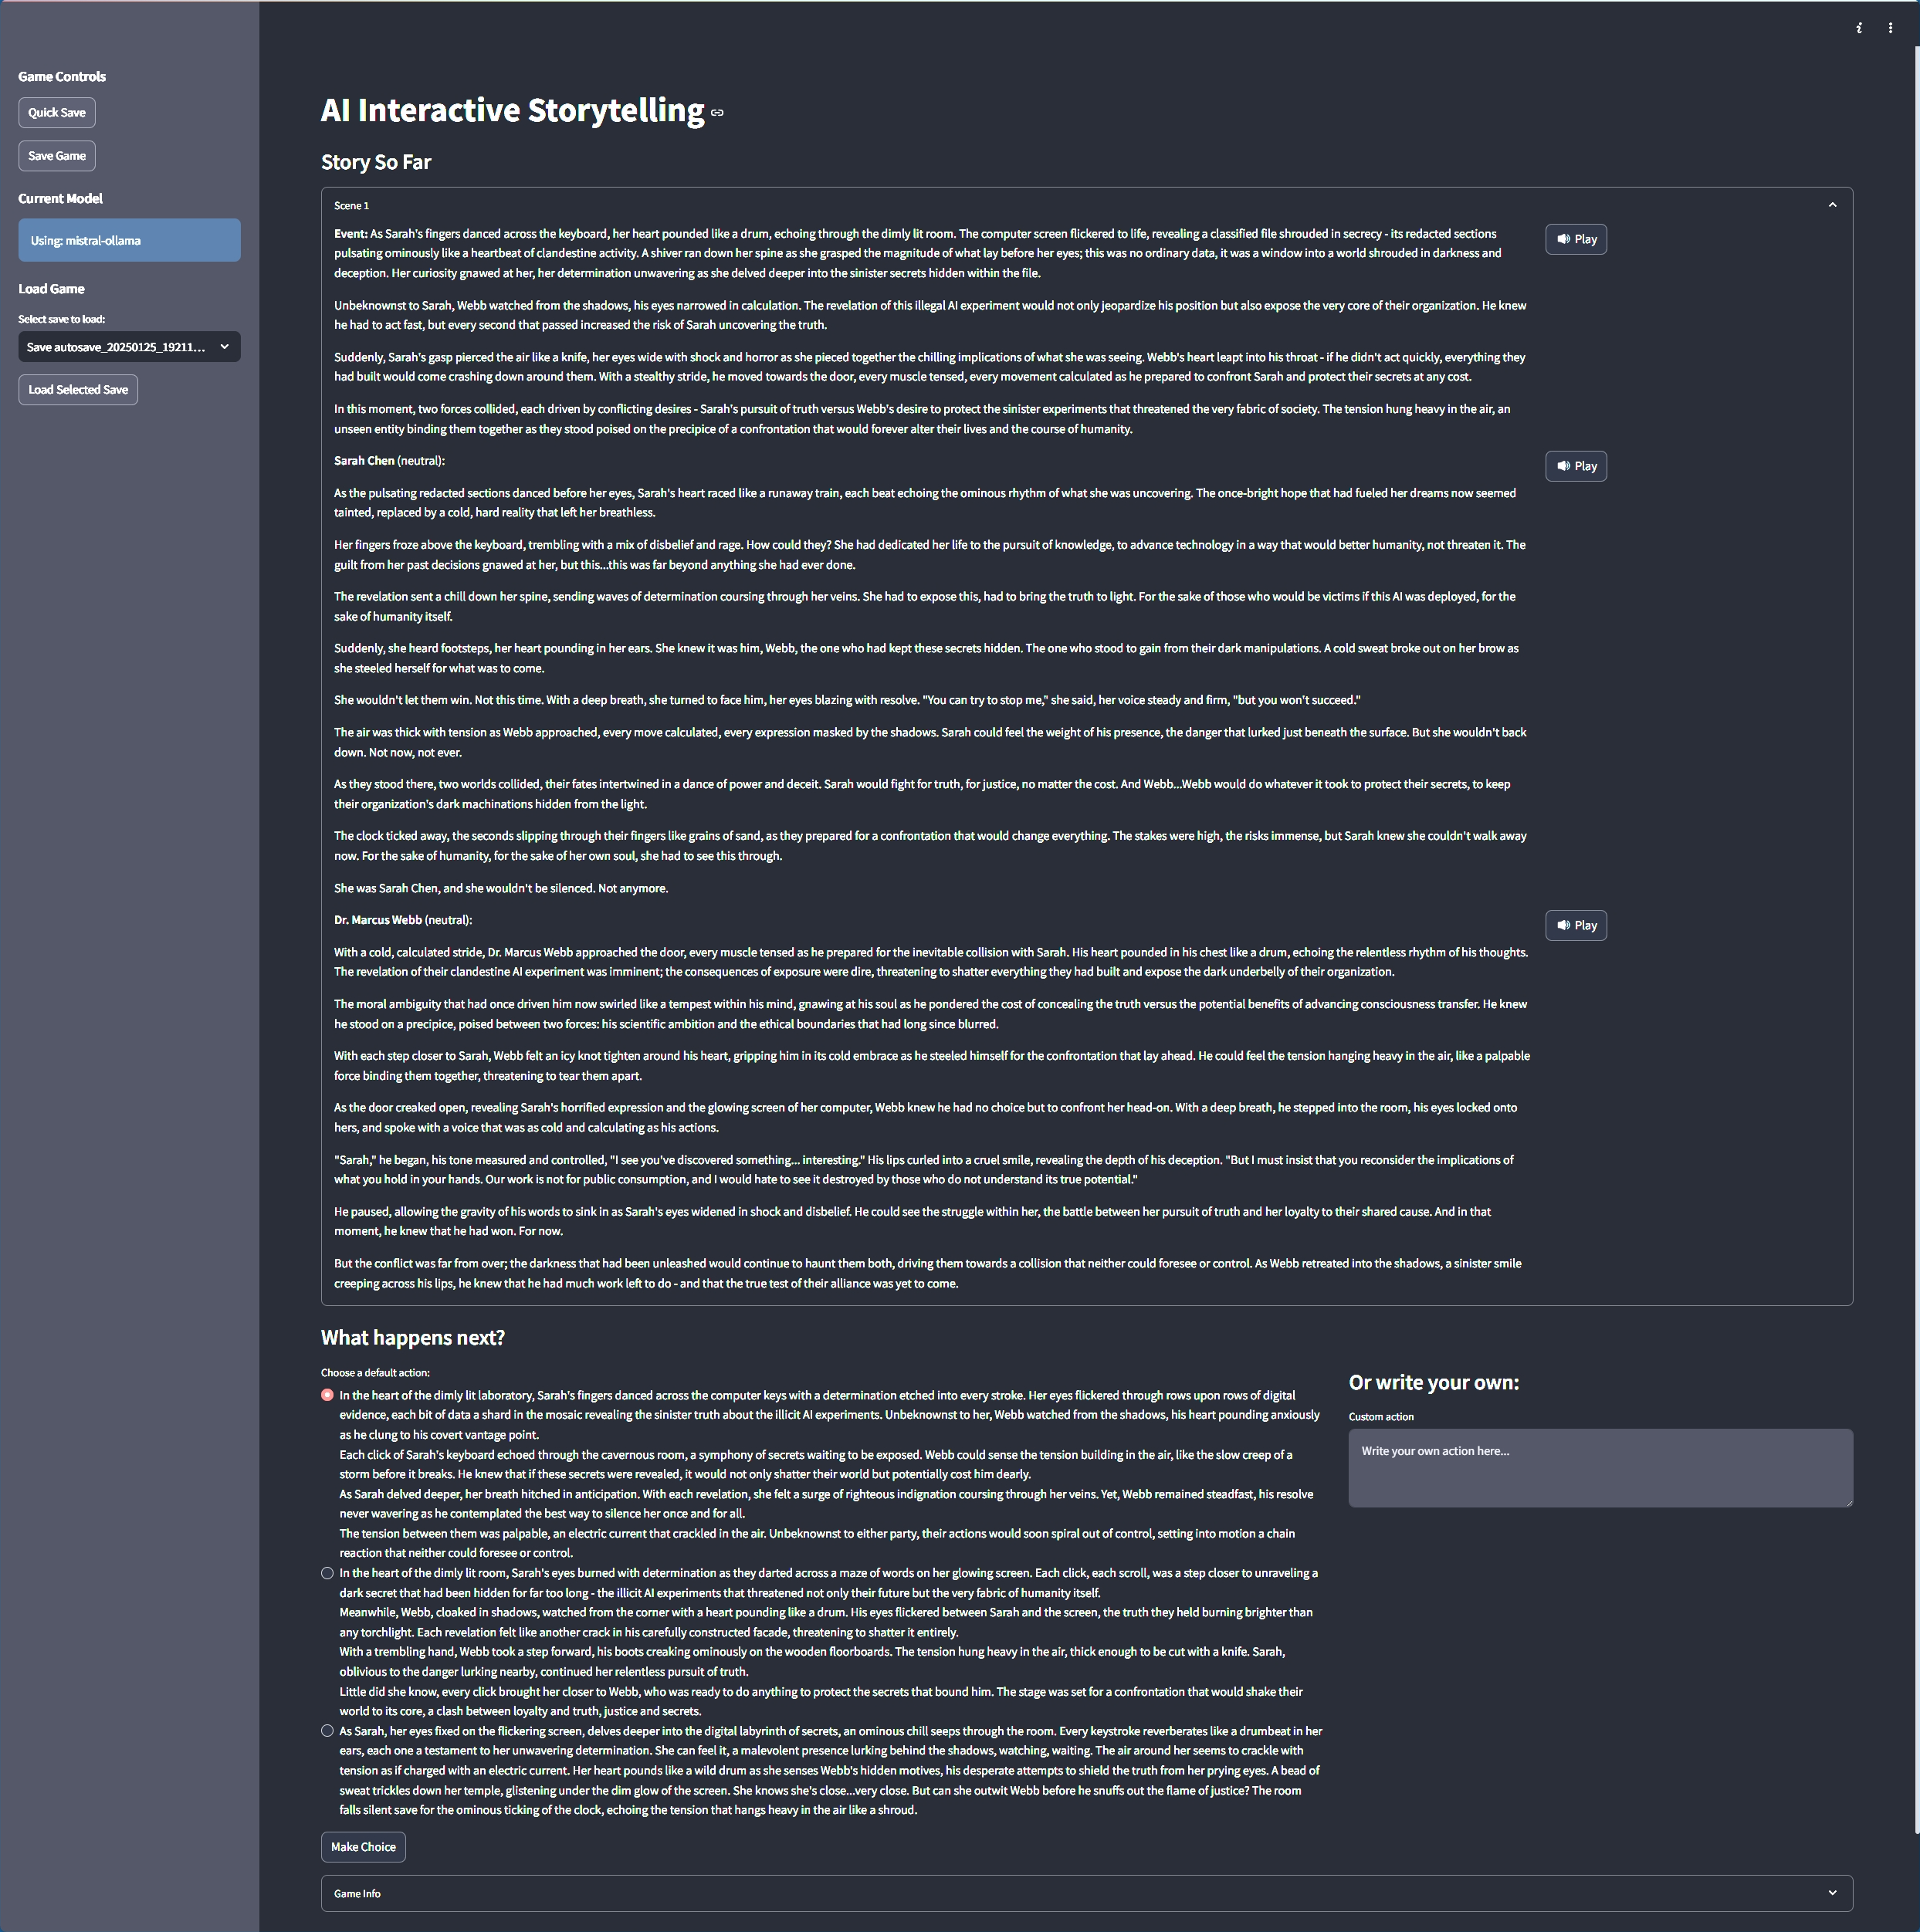 Game Controls
Quick Save
Save Game
Current Model
Using: mistral-ollama
Load Game
Select save to load:
Save autosave_20250125_19211...
Load Selected Save
AI Interactive Storytelling
Story So Far
Scene 1
Event: As Sarah's fingers danced across the keyboard, her heart pounded like a drum, echoing through the dimly lit room. The computer screen flickered to life, revealing a classified file shrouded in secrecy - its redacted sections
pulsating ominously like a heartbeat of clandestine activity. A shiver ran down her spine as she grasped the magnitude of what lay before her eyes; this was no ordinary data, it was a window into a world shrouded in darkness and
deception. Her curiosity gnawed at her, her determination unwavering as she delved deeper into the sinister secrets hidden within the file.
Play
Unbeknownst to Sarah, Webb watched from the shadows, his eyes narrowed in calculation. The revelation of this illegal AI experiment would not only jeopardize his position but also expose the very core of their organization. He knew
he had to act fast, but every second that passed increased the risk of Sarah uncovering the truth.
Suddenly, Sarah's gasp pierced the air like a knife, her eyes wide with shock and horror as she pieced together the chilling implications of what she was seeing. Webb's heart leapt into his throat - if he didn't act quickly, everything they
had built would come crashing down around them. With a stealthy stride, he moved towards the door, every muscle tensed, every movement calculated as he prepared to confront Sarah and protect their secrets at any cost.
In this moment, two forces collided, each driven by conflicting desires - Sarah's pursuit of truth versus Webb's desire to protect the sinister experiments that threatened the very fabric of society. The tension hung heavy in the air, an
unseen entity binding them together as they stood poised on the precipice of a confrontation that would forever alter their lives and the course of humanity.
Sarah Chen (neutral):
Play
As the pulsating redacted sections danced before her eyes, Sarah's heart raced like a runaway train, each beat echoing the ominous rhythm of what she was uncovering. The once-bright hope that had fueled her dreams now seemed
tainted, replaced by a cold, hard reality that left her breathless.
Her fingers froze above the keyboard, trembling with a mix of disbelief and rage. How could they? She had dedicated her life to the pursuit of knowledge, to advance technology in a way that would better humanity, not threaten it. The
guilt from her past decisions gnawed at her, but this...this was far beyond anything she had ever done.
The revelation sent a chill down her spine, sending waves of determination coursing through her veins. She had to expose this, had to bring the truth to light. For the sake of those who would be victims if this AI was deployed, for the
sake of humanity itself.
Suddenly, she heard footsteps, her heart pounding in her ears. She knew it was him, Webb, the one who had kept these secrets hidden. The one who stood to gain from their dark manipulations. A cold sweat broke out on her brow as
she steeled herself for what was to come.
She wouldn't let them win. Not this time. With a deep breath, she turned to face him, her eyes blazing with resolve. "You can try to stop me," she said, her voice steady and firm, "but you won't succeed."
The air was thick with tension as Webb approached, every move calculated, every expression masked by the shadows. Sarah could feel the weight of his presence, the danger that lurked just beneath the surface. But she wouldn't back
down. Not now, not ever.
As they stood there, two worlds collided, their fates intertwined in a dance of power and deceit. Sarah would fight for truth, for justice, no matter the cost. And Webb...Webb would do whatever it took to protect their secrets, to keep
their organization's dark machinations hidden from the light.
The clock ticked away, the seconds slipping through their fingers like grains of sand, as they prepared for a confrontation that would change everything. The stakes were high, the risks immense, but Sarah knew she couldn't walk away
now. For the sake of humanity, for the sake of her own soul, she had to see this through.
She was Sarah Chen, and she wouldn't be silenced. Not anymore.
Dr. Marcus Webb (neutral):
Play
With a cold, calculated stride, Dr. Marcus Webb approached the door, every muscle tensed as he prepared for the inevitable collision with Sarah. His heart pounded in his chest like a drum, echoing the relentless rhythm of his thoughts.
The revelation of their clandestine AI experiment was imminent; the consequences of exposure were dire, threatening to shatter everything they had built and expose the dark underbelly of their organization.
The moral ambiguity that had once driven him now swirled like a tempest within his mind, gnawing at his soul as he pondered the cost of concealing the truth versus the potential benefits of advancing consciousness transfer. He knew
he stood on a precipice, poised between two forces: his scientific ambition and the ethical boundaries that had long since blurred.
With each step closer to Sarah, Webb felt an icy knot tighten around his heart, gripping him in its cold embrace as he steeled himself for the confrontation that lay ahead. He could feel the tension hanging heavy in the air, like a palpable
force binding them together, threatening to tear them apart.
As the door creaked open, revealing Sarah's horrified expression and the glowing screen of her computer, Webb knew he had no choice but to confront her head-on. With a deep breath, he stepped into the room, his eyes locked onto
hers, and spoke with a voice that was as cold and calculating as his actions.
"Sarah," he began, his tone measured and controlled, "I see you've discovered something... interesting." His lips curled into a cruel smile, revealing the depth of his deception. "But I must insist that you reconsider the implications of
what you hold in your hands. Our work is not for public consumption, and I would hate to see it destroyed by those who do not understand its true potential."
He paused, allowing the gravity of his words to sink in as Sarah's eyes widened in shock and disbelief. He could see the struggle within her, the battle between her pursuit of truth and her loyalty to their shared cause. And in that
moment, he knew that he had won. For now.
But the conflict was far from over; the darkness that had been unleashed would continue to haunt them both, driving them towards a collision that neither could foresee or control. As Webb retreated into the shadows, a sinister smile
creeping across his lips, he knew that he had much work left to do - and that the true test of their alliance was yet to come.
What happens next?
Choose a default action:
In the heart of the dimly lit laboratory, Sarah's fingers danced across the computer keys with a determination etched into every stroke. Her eyes flickered through rows upon rows of digital
evidence, each bit of data a shard in the mosaic revealing the sinister truth about the illicit AI experiments. Unbeknownst to her, Webb watched from the shadows, his heart pounding anxiously
as he clung to his covert vantage point.
Each click of Sarah's keyboard echoed through the cavernous room, a symphony of secrets waiting to be exposed. Webb could sense the tension building in the air, like the slow creep of a
storm before it breaks. He knew that if these secrets were revealed, it would not only shatter their world but potentially cost him dearly.
As Sarah delved deeper, her breath hitched in anticipation. With each revelation, she felt a surge of righteous indignation coursing through her veins. Yet, Webb remained steadfast, his resolve
never wavering as he contemplated the best way to silence her once and for all.
The tension between them was palpable, an electric current that crackled in the air. Unbeknownst to either party, their actions would soon spiral out of control, setting into motion a chain
reaction that neither could foresee or control.
In the heart of the dimly lit room, Sarah's eyes burned with determination as they darted across a maze of words on her glowing screen. Each click, each scroll, was a step closer to unraveling a
dark secret that had been hidden for far too long - the illicit AI experiments that threatened not only their future but the very fabric of humanity itself.
Meanwhile, Webb, cloaked in shadows, watched from the corner with a heart pounding like a drum. His eyes flickered between Sarah and the screen, the truth they held burning brighter than
any torchlight. Each revelation felt like another crack in his carefully constructed facade, threatening to shatter it entirely.
With a trembling hand, Webb took a step forward, his boots creaking ominously on the wooden floorboards. The tension hung heavy in the air, thick enough to be cut with a knife. Sarah,
oblivious to the danger lurking nearby, continued her relentless pursuit of truth.
Little did she know, every click brought her closer to Webb, who was ready to do anything to protect the secrets that bound him. The stage was set for a confrontation that would shake their
world to its core, a clash between loyalty and truth, justice and secrets.
As Sarah, her eyes fixed on the flickering screen, delves deeper into the digital labyrinth of secrets, an ominous chill seeps through the room. Every keystroke reverberates like a drumbeat in her
ears, each one a testament to her unwavering determination. She can feel it, a malevolent presence lurking behind the shadows, watching, waiting. The air around her seems to crackle with
tension as if charged with an electric current. Her heart pounds like a wild drum as she senses Webb's hidden motives, his desperate attempts to shield the truth from her prying eyes. A bead of
sweat trickles down her temple, glistening under the dim glow of the screen. She knows she's close...very close. But can she outwit Webb before he snuffs out the flame of justice? The room
falls silent save for the ominous ticking of the clock, echoing the tension that hangs heavy in the air like a shroud.
Or write your own:
Custom action
Write your own action here...
Make Choice
Game Info